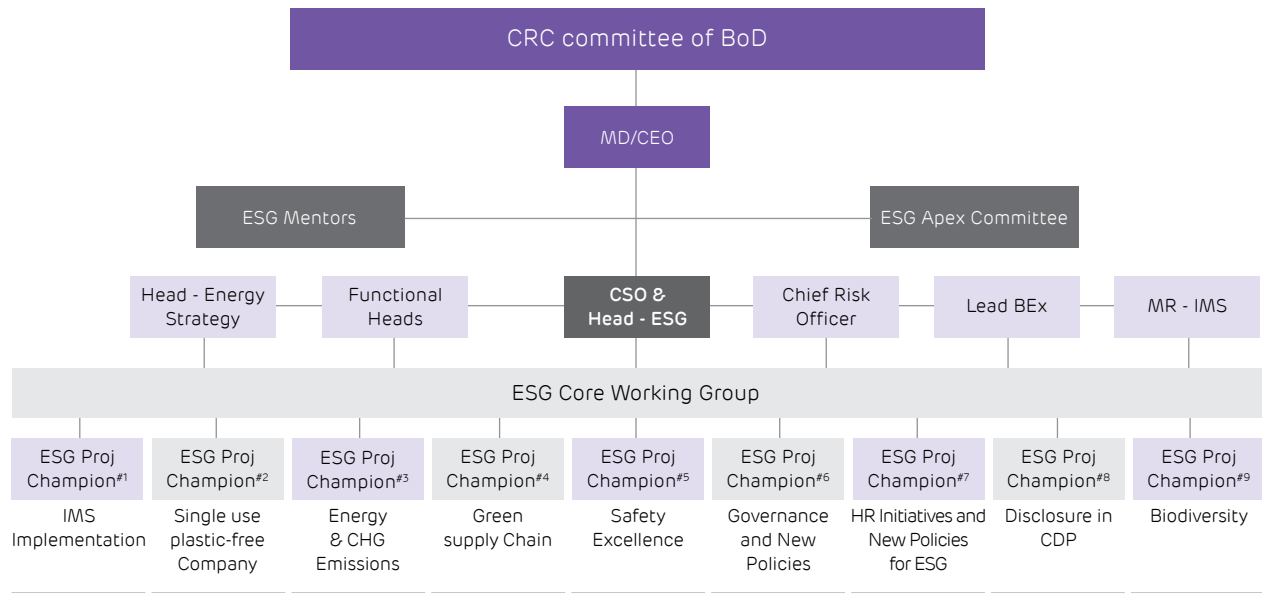 CRC committee of BoD
MD/CEO
ESG Mentors
ESG Apex Committee
Head - Energy
Strategy
Functional
Heads
CSO &
Head - ESG
Chief Risk
Officer
Lead BEx
MR - IMS
ESG Core Working Group
ESG Proj
Champion#1
IMS
Implementation
ESG Proj
Champion#2
Single use
plastic-free
Company
ESG Proj
Champion#3
Energy
& CHG
Emissions
ESG Proj
Champion#4
Green
supply Chain
ESG Proj
Champion#5
Safety
Excellence
ESG Proj
Champion#6
Governance
and New
Policies
ESG Proj
Champion#7
HR Initiatives and
New Policies
for ESG
ESG Proj
Champion#8
Disclosure in
CDP
ESG Proj
Champion#9
Biodiversity